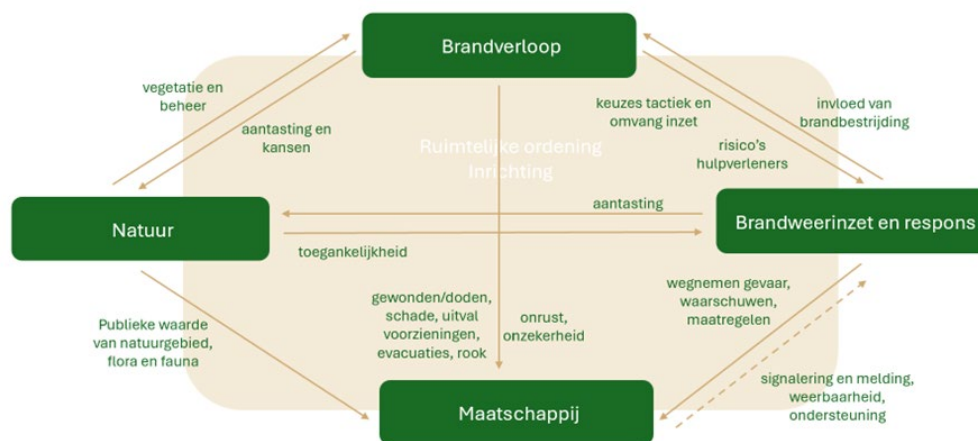 Brandverloop
vegetatie en
beheer
aantasting en
kansen
keuzes tactiek en
omvang inzet
invloed van
brandbestrijding
risico's
hulpverleners
Ruimtelijke ordening
Inrichting
Natuur
aantasting
toegankelijkheid
Brandweerinzet en respons
Publieke waarde
van natuurgebied,
flora en fauna
gewonden/doden,
schade, uitval
voorzieningen,
evacuaties, rook
onrust,
onzekerheid
wegnemen gevaar,
waarschuwen,
maatregelen
signalering en melding,
weerbaarheid,
ondersteuning
Maatschappij